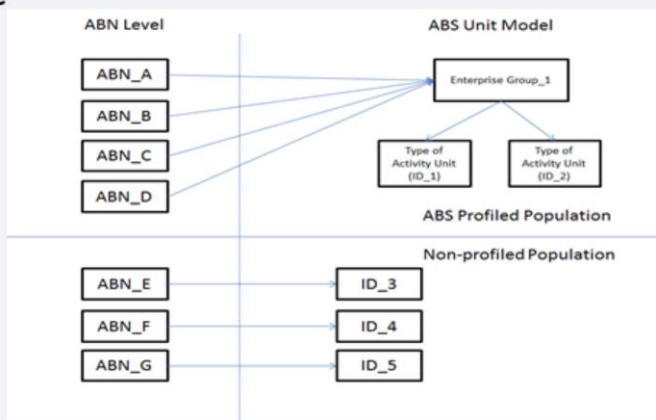 ABN Level
ABS Unit Model
ABN_A
Enterprise Group_1
ABN_B
ABN_C
Type of
Activity Unit
(ID_1)
Type of
Activity Unit
(ID_2)
ABN_D
ABS Profiled Population
Non-profiled Population
ABN_E
ID_3
ABN_F
ID_4
ABN_G
ID_5